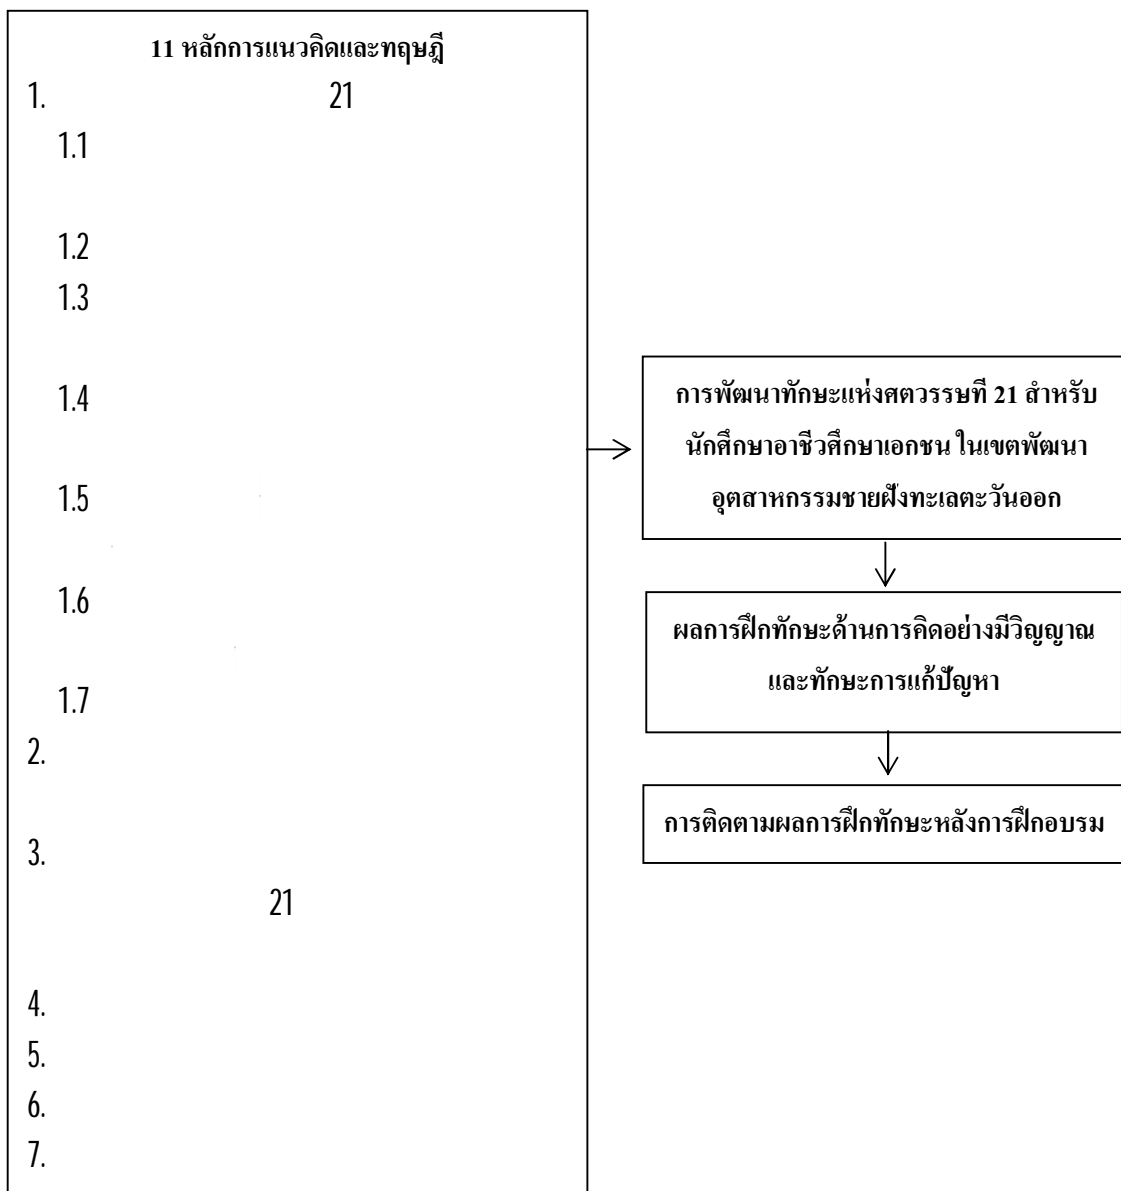 11 หลักการแนวคิดและทฤษฎี
1. 21
1.1
1.2
1.3
1.4
1.5
1.6
1.7
2.
3.
21
4.
5.
6.
7.
การพัฒนาทักษะแห่งศตวรรษที่ 21 สำหรับ
นักศึกษาอาชีวศึกษาเอกชน ในเขตพัฒนา
อุตสาหกรรมชายฝั่งทะเลตะวันออก
ผลการฝึกทักษะด้านการคิดอย่างมีวิญญาณ
และทักษะการแก้ปัญหา
การติดตามผลการฝึกทักษะหลังการฝึกอบรม